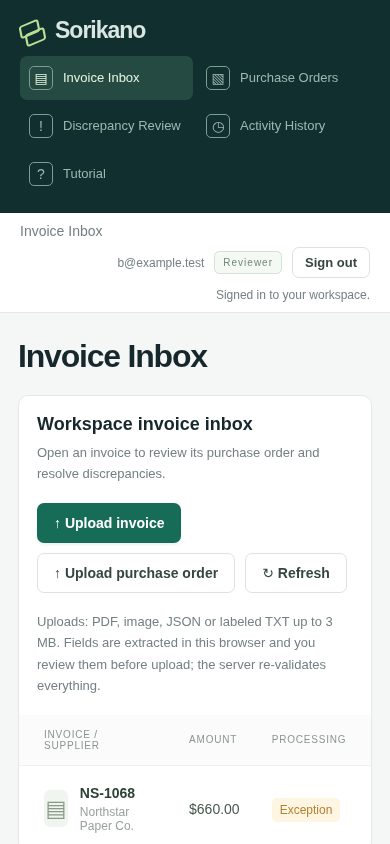 Sorikano
Invoice Inbox
Purchase Orders
! Discrepancy Review
Activity History
? Tutorial
Invoice Inbox
b@example.test Reviewer Sign out
Signed in to your workspace.
Invoice Inbox
Workspace invoice inbox
Open an invoice to review its purchase order and
resolve discrepancies.
↑ Upload invoice
↑ Upload purchase order
↻ Refresh
Uploads: PDF, image, JSON or labeled TXT up to 3
MB. Fields are extracted in this browser and you
review them before upload; the server re-validates
everything.
INVOICE /
SUPPLIER
AMOUNT
PROCESSING
NS-1068
Northstar
Paper Co.
$660.00
Exception